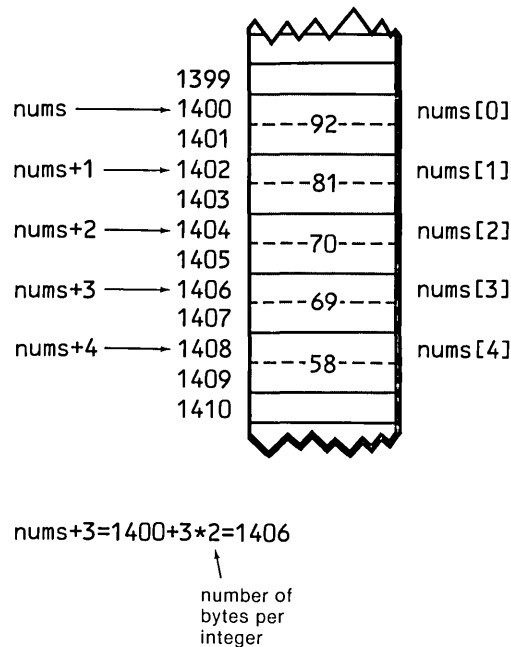 1399
nums 1400 nums[0]
92
1401
nums+1 1402 nums[1]
81
1403
nums+2 1404 nums[2]
70
1405
nums+3 1406 nums[3]
69
1407
nums+4 1408 nums[4]
58
1409
1410
nums+3=1400+3*2=1406
number of
bytes per
integer